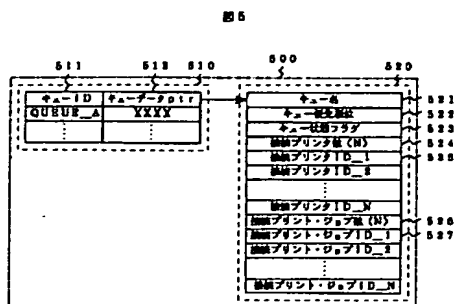 図5
511 512 510 500 520
キューID キューデータptr
QUEUE_A XXXX
キュー名 521
キュー優先順位 522
キュー状態フラグ 523
接続プリンタ数(N) 524
接続プリンタID_1 525
接続プリンタID_2
接続プリンタID_N
接続プリント・ジョブ数(N) 526
接続プリント・ジョブID_1 527
接続プリント・ジョブID_2
接続プリント・ジョブID_N